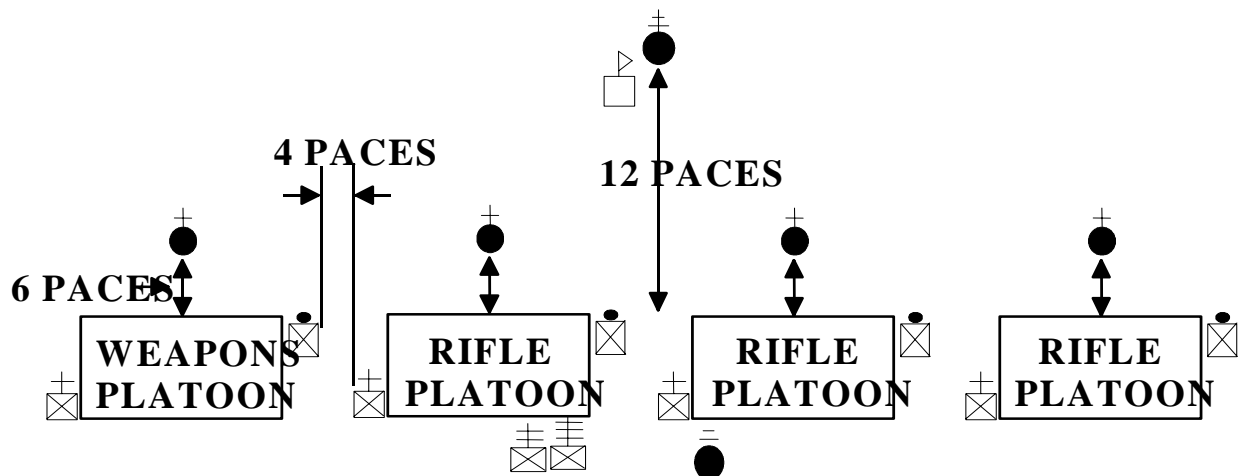 4 PACES
12 PACES
6 PACES
WEAPONS
PLATOON
RIFLE
PLATOON
RIFLE
PLATOON
RIFLE
PLATOON